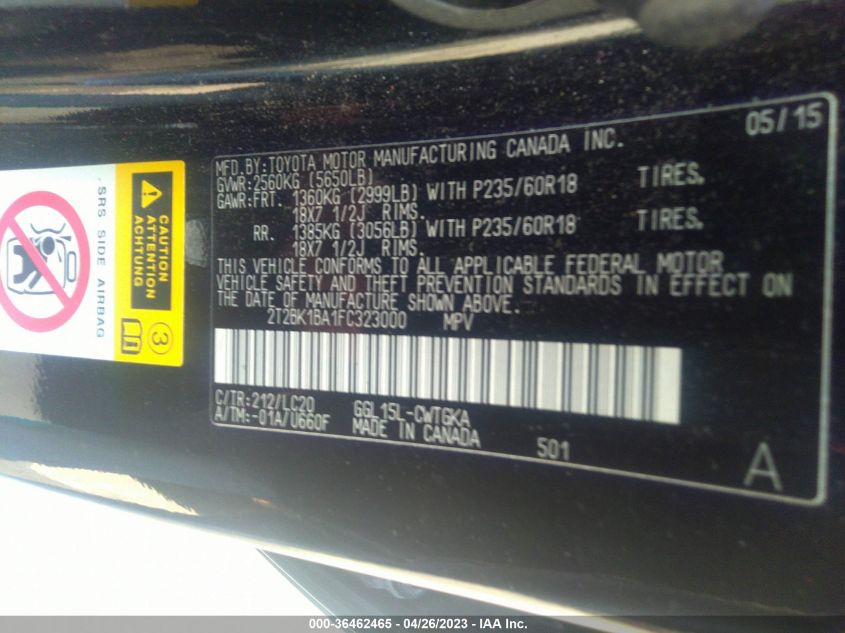 05/15
MFD.BY:TOYOTA MOTOR MANUFACTURING CANADA INC.
GVWR:2560KG (5650LB)
GAWR:FRT. 1360KG (2999LB) WITH P235/60R18 TIRES.
18X7 1/2J RIMS.
RR. 1385KG (3056LB) WITH P235/60R18 TIRES.
18X7 1/2J RIMS.
THIS VEHICLE CONFORMS TO ALL APPLICABLE FEDERAL MOTOR
VEHICLE SAFETY AND THEFT PREVENTION STANDARDS IN EFFECT ON
THE DATE OF MANUFACTURE SHOWN ABOVE.
2T2BK1BA1FC323000 MPV
C/TR:212/LC20 GGL15L-CWTGKA
A/TM:-01A/U660F MADE IN CANADA 501
A
CAUTION
ATTENTION
ACHTUNG
3
SRS SIDE AIRBAG
000-36462465 - 04/26/2023 - IAA Inc.